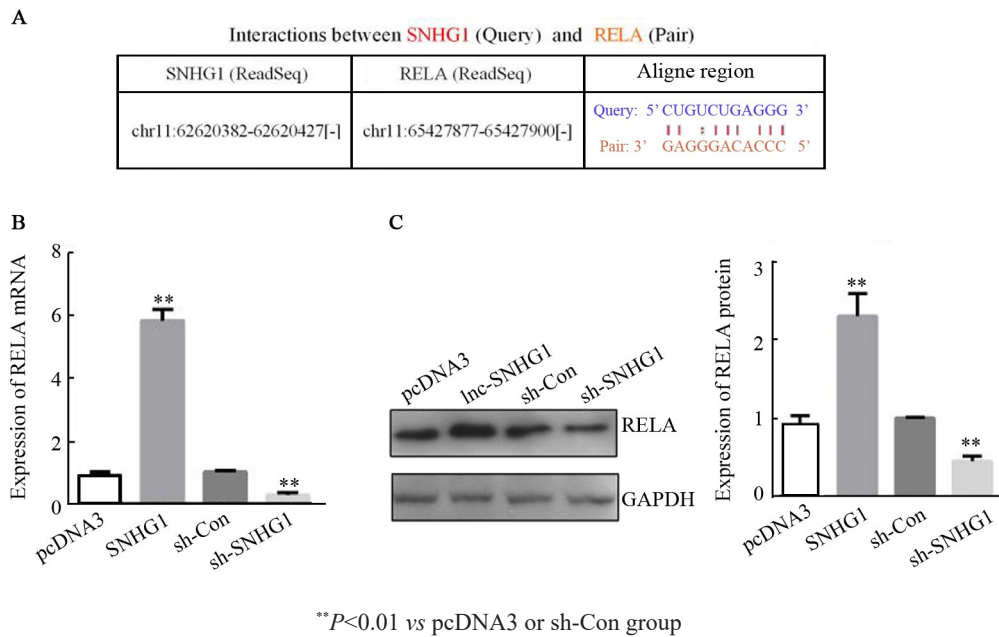 A
Interactions between SNHG1 (Query) and RELA (Pair)
SNHG1 (ReadSeq) RELA (ReadSeq) Aligne region
chr11:62620382-62620427[-] chr11:65427877-65427900[-]
Query: 5’ CUGUCUGAGGG 3’
Pair: 3’ GAGGGACACCC 5’
B
Expression of RELA mRNA
8
6
4
2
0
**
**
pcDNA3
SNHG1
sh-Con
sh-SNHG1
C
pcDNA3
lnc-SNHG1
sh-Con
sh-SNHG1
RELA
GAPDH
Expression of RELA protein
3
2
1
0
**
**
pcDNA3
SNHG1
sh-Con
sh-SNHG1
**P<0.01 vs pcDNA3 or sh-Con group